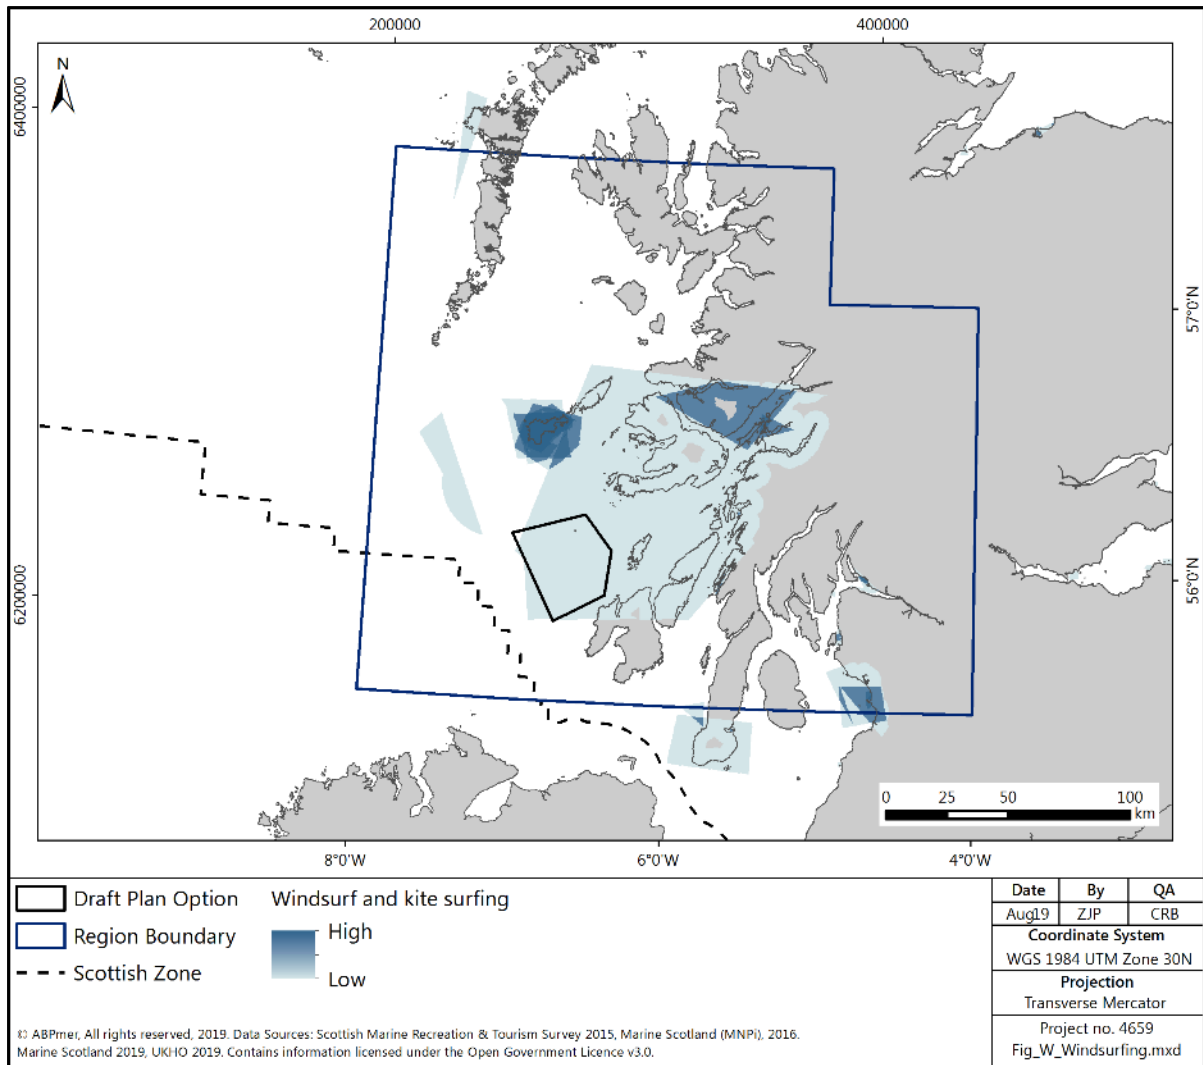 200000
400000
N
6400000
6200000
57°0'N
56°0'N
0
25
50
100
km
8°0'W
6°0'W
4°0'W
Draft Plan Option
Region Boundary
Scottish Zone
Windsurf and kite surfing
High
Low
Date By QA
Aug19 ZJP CRB
Coordinate System
WGS 1984 UTM Zone 30N
Projection
Transverse Mercator
Project no. 4659
Fig_W_Windsurfing.mxd
© ABPmer, All rights reserved, 2019. Data Sources: Scottish Marine Recreation & Tourism Survey 2015, Marine Scotland (MNPi), 2016.
Marine Scotland 2019, UKHO 2019. Contains information licensed under the Open Government Licence v3.0.